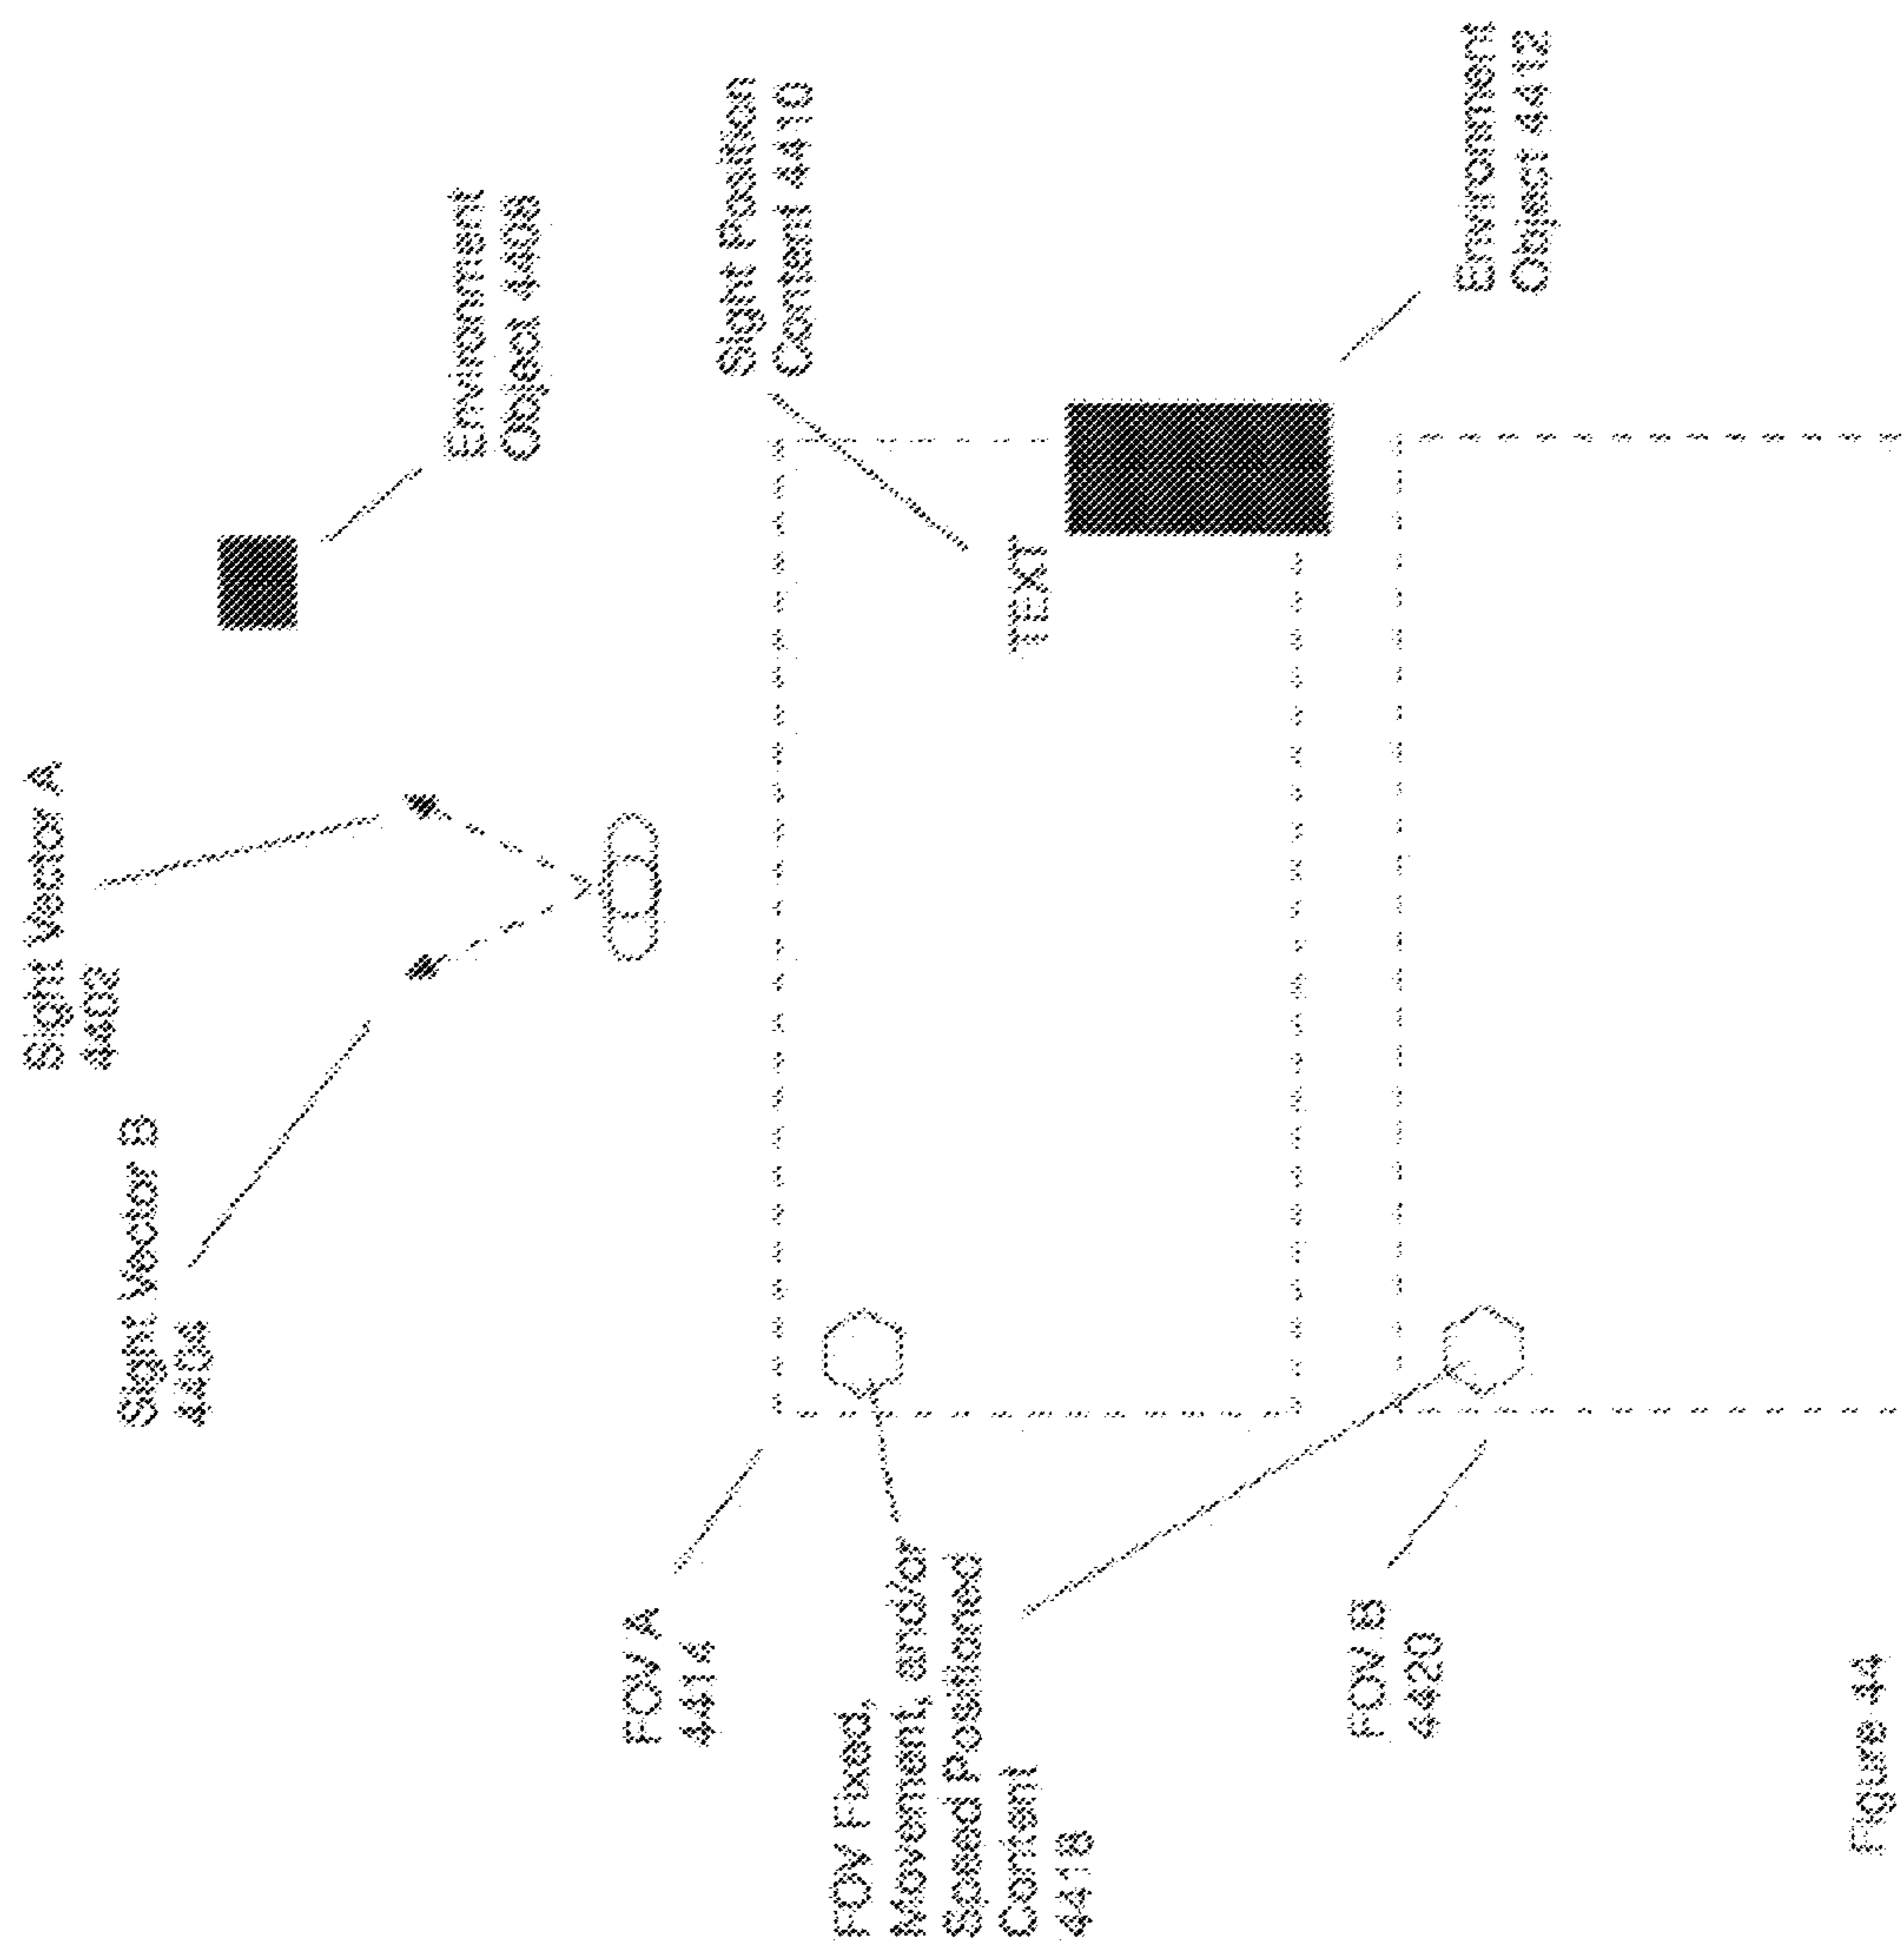 Sight Vector A
4402
Sight Vector B
4404
Environment
Object 4408
Sight Position
Content 4410
TEXT
Environment
Object 4412
FOV A
4414
FOV Fixed,
Movement, and/or
Speed Positioned
Content
4418
FOV B
4420
Figure 44